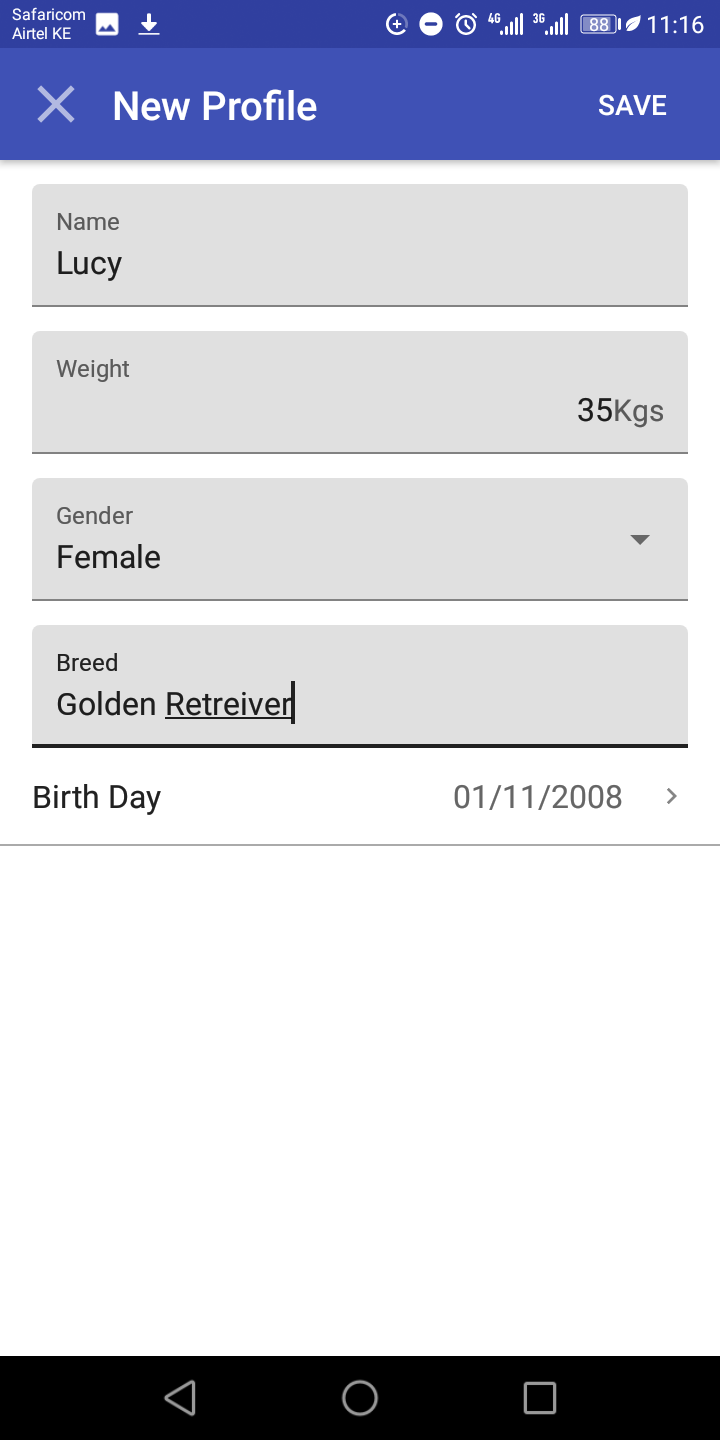 Safaricom
Airtel KE
4G 3G 88 11:16
New Profile SAVE
Name
Lucy
Weight
35Kgs
Gender
Female
Breed
Golden Retreiver
Birth Day 01/11/2008